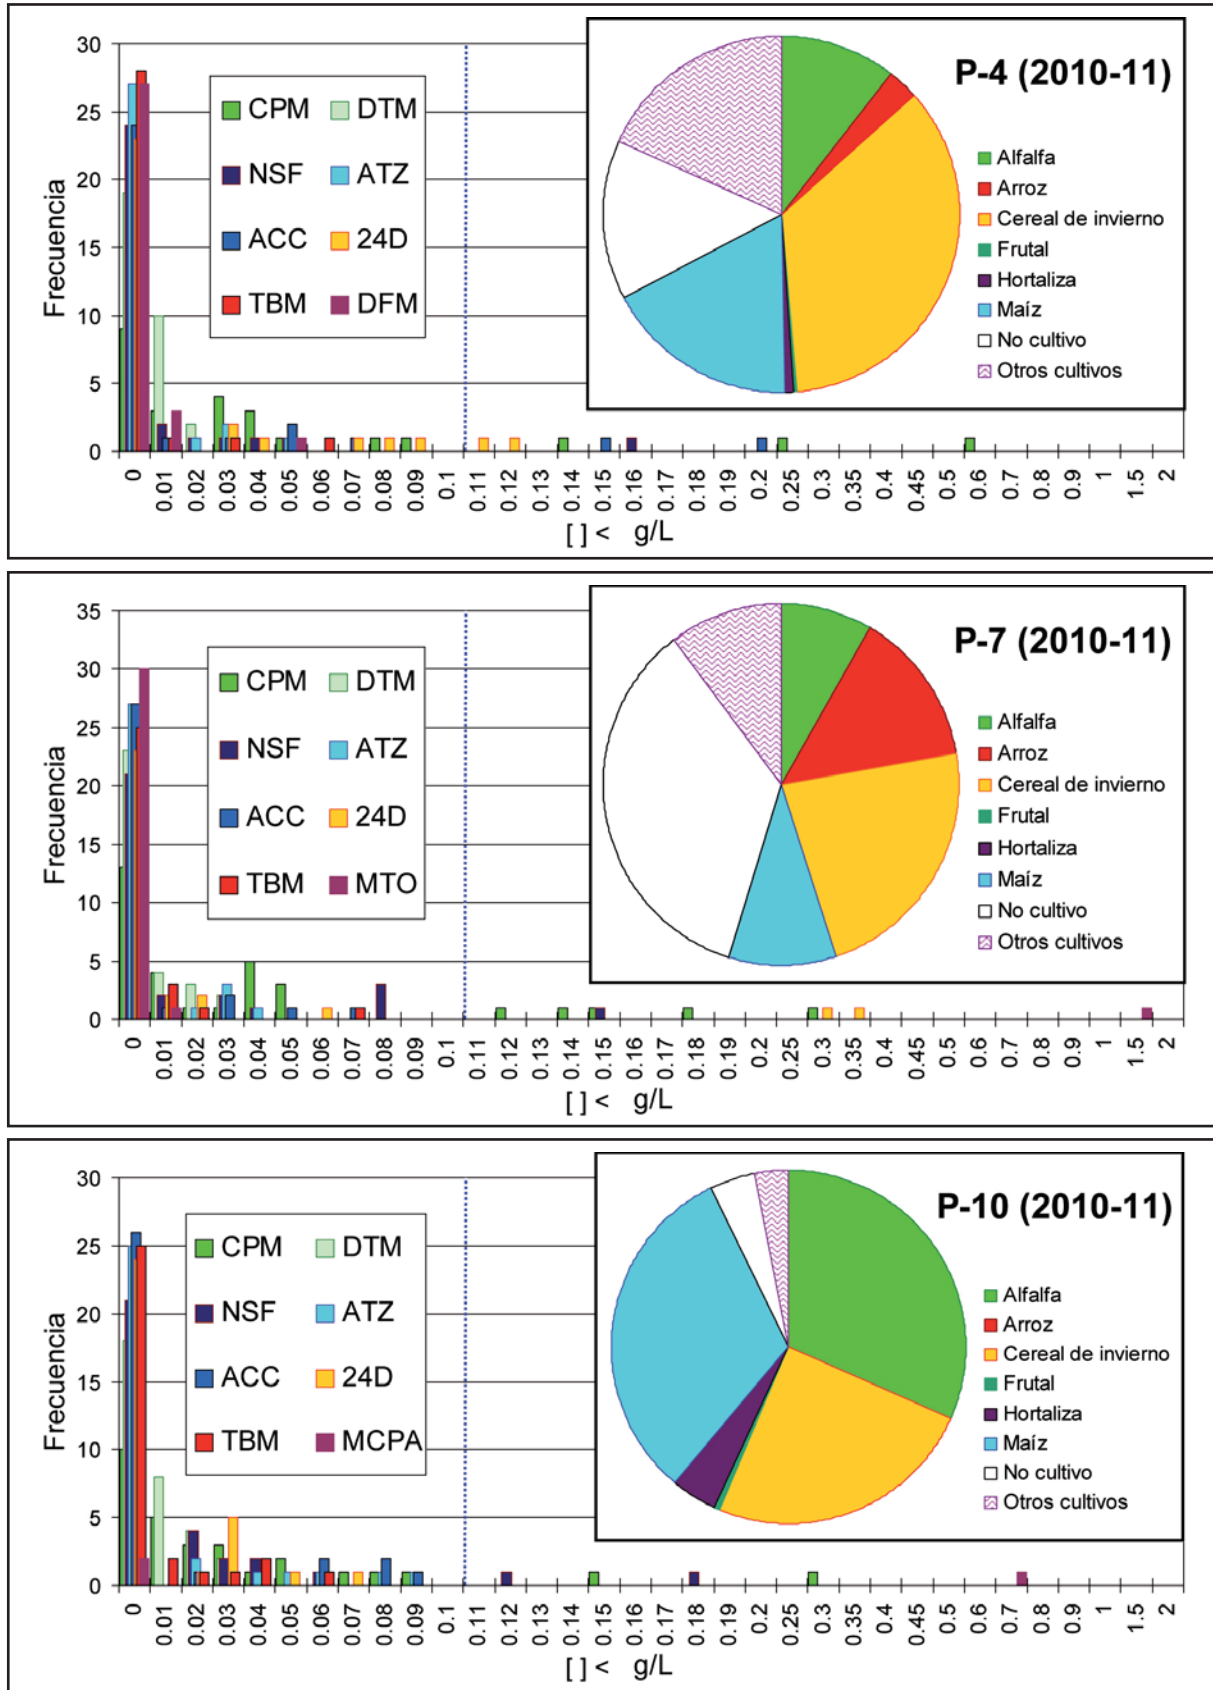 30
25
20
15
10
5
0
Frecuencia
CPM DTM
NSF ATZ
ACC 24D
TBM DFM
P-4 (2010-11)
Alfalfa
Arroz
Cereal de invierno
Frutal
Hortaliza
Maíz
No cultivo
Otros cultivos
0 0.01 0.02 0.03 0.04 0.05 0.06 0.07 0.08 0.09 0.1 0.11 0.12 0.13 0.14 0.15 0.16 0.17 0.18 0.19 0.2 0.25 0.3 0.35 0.4 0.45 0.5 0.6 0.7 0.8 0.9 1 1.5 2
[ ] < g/L
35
30
25
20
15
10
5
0
Frecuencia
CPM DTM
NSF ATZ
ACC 24D
TBM MTO
P-7 (2010-11)
Alfalfa
Arroz
Cereal de invierno
Frutal
Hortaliza
Maíz
No cultivo
Otros cultivos
0 0.01 0.02 0.03 0.04 0.05 0.06 0.07 0.08 0.09 0.1 0.11 0.12 0.13 0.14 0.15 0.16 0.17 0.18 0.19 0.2 0.25 0.3 0.35 0.4 0.45 0.5 0.6 0.7 0.8 0.9 1 1.5 2
[ ] < g/L
30
25
20
15
10
5
0
Frecuencia
CPM DTM
NSF ATZ
ACC 24D
TBM MCPA
P-10 (2010-11)
Alfalfa
Arroz
Cereal de invierno
Frutal
Hortaliza
Maíz
No cultivo
Otros cultivos
0 0.01 0.02 0.03 0.04 0.05 0.06 0.07 0.08 0.09 0.1 0.11 0.12 0.13 0.14 0.15 0.16 0.17 0.18 0.19 0.2 0.25 0.3 0.35 0.4 0.45 0.5 0.6 0.7 0.8 0.9 1 1.5 2
[ ] < g/L